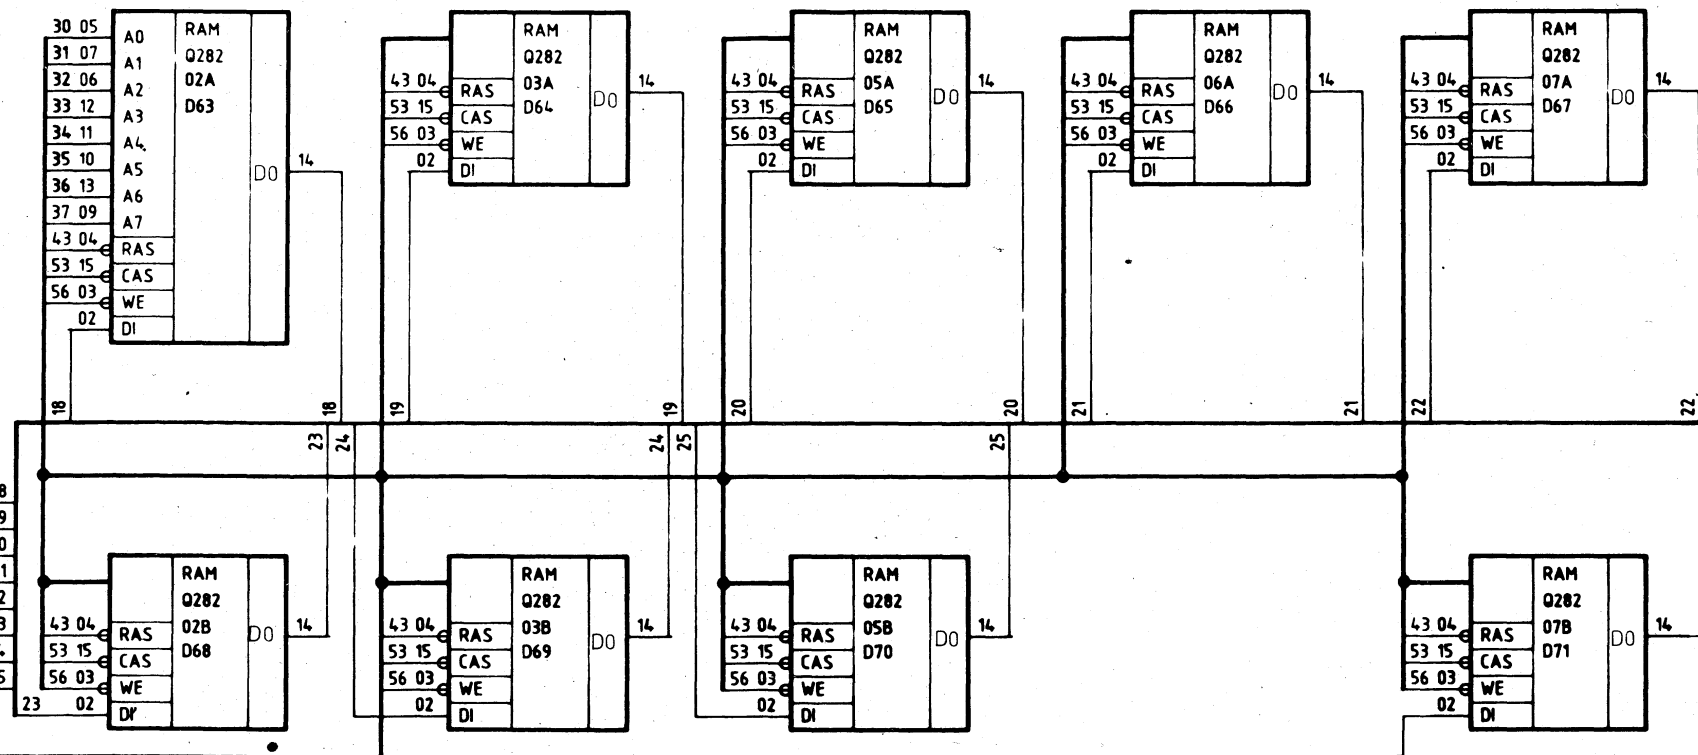 30 05 A0 RAM
31 07 A1 Q282
32 06 A2 02A
33 12 A3 D63
34 11 A4
35 10 A5 DO 14
36 13 A6
37 09 A7
43 04 RAS
53 15 CAS
56 03 WE
02 DI
18
18
RAM
Q282
43 04 RAS 03A DO 14
53 15 CAS D64
56 03 WE
02 DI
19
19
RAM
Q282
43 04 RAS 05A DO 14
53 15 CAS D65
56 03 WE
02 DI
20
20
RAM
Q282
43 04 RAS 06A DO 14
53 15 CAS D66
56 03 WE
02 DI
21
21
RAM
Q282
43 04 RAS 07A DO 14
53 15 CAS D67
56 03 WE
02 DI
22
22
23
24
24
25
25
8
9
0
1
2
3
4
5
RAM
Q282
43 04 RAS 02B DO 14
53 15 CAS D68
56 03 WE
23 02 DI
RAM
Q282
43 04 RAS 03B DO 14
53 15 CAS D69
56 03 WE
02 DI
RAM
Q282
43 04 RAS 05B DO 14
53 15 CAS D70
56 03 WE
02 DI
RAM
Q282
43 04 RAS 07B DO 14
53 15 CAS D71
56 03 WE
02 DI